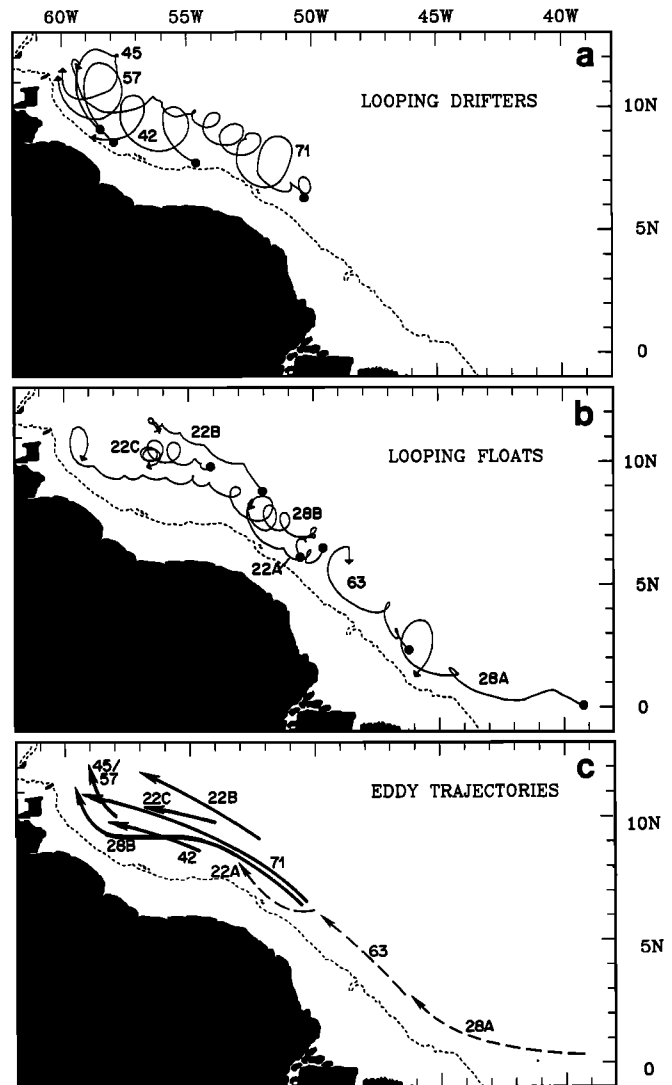 60W 55W 50W 45W 40W
a
45
57
LOOPING DRIFTERS
10N
42
71
5N
0
b
22B
22C
LOOPING FLOATS
10N
28B
22A
63
5N
28A
0
c
45/
57
EDDY TRAJECTORIES
22C
22B
10N
28B
42
71
22A
5N
63
28A
0